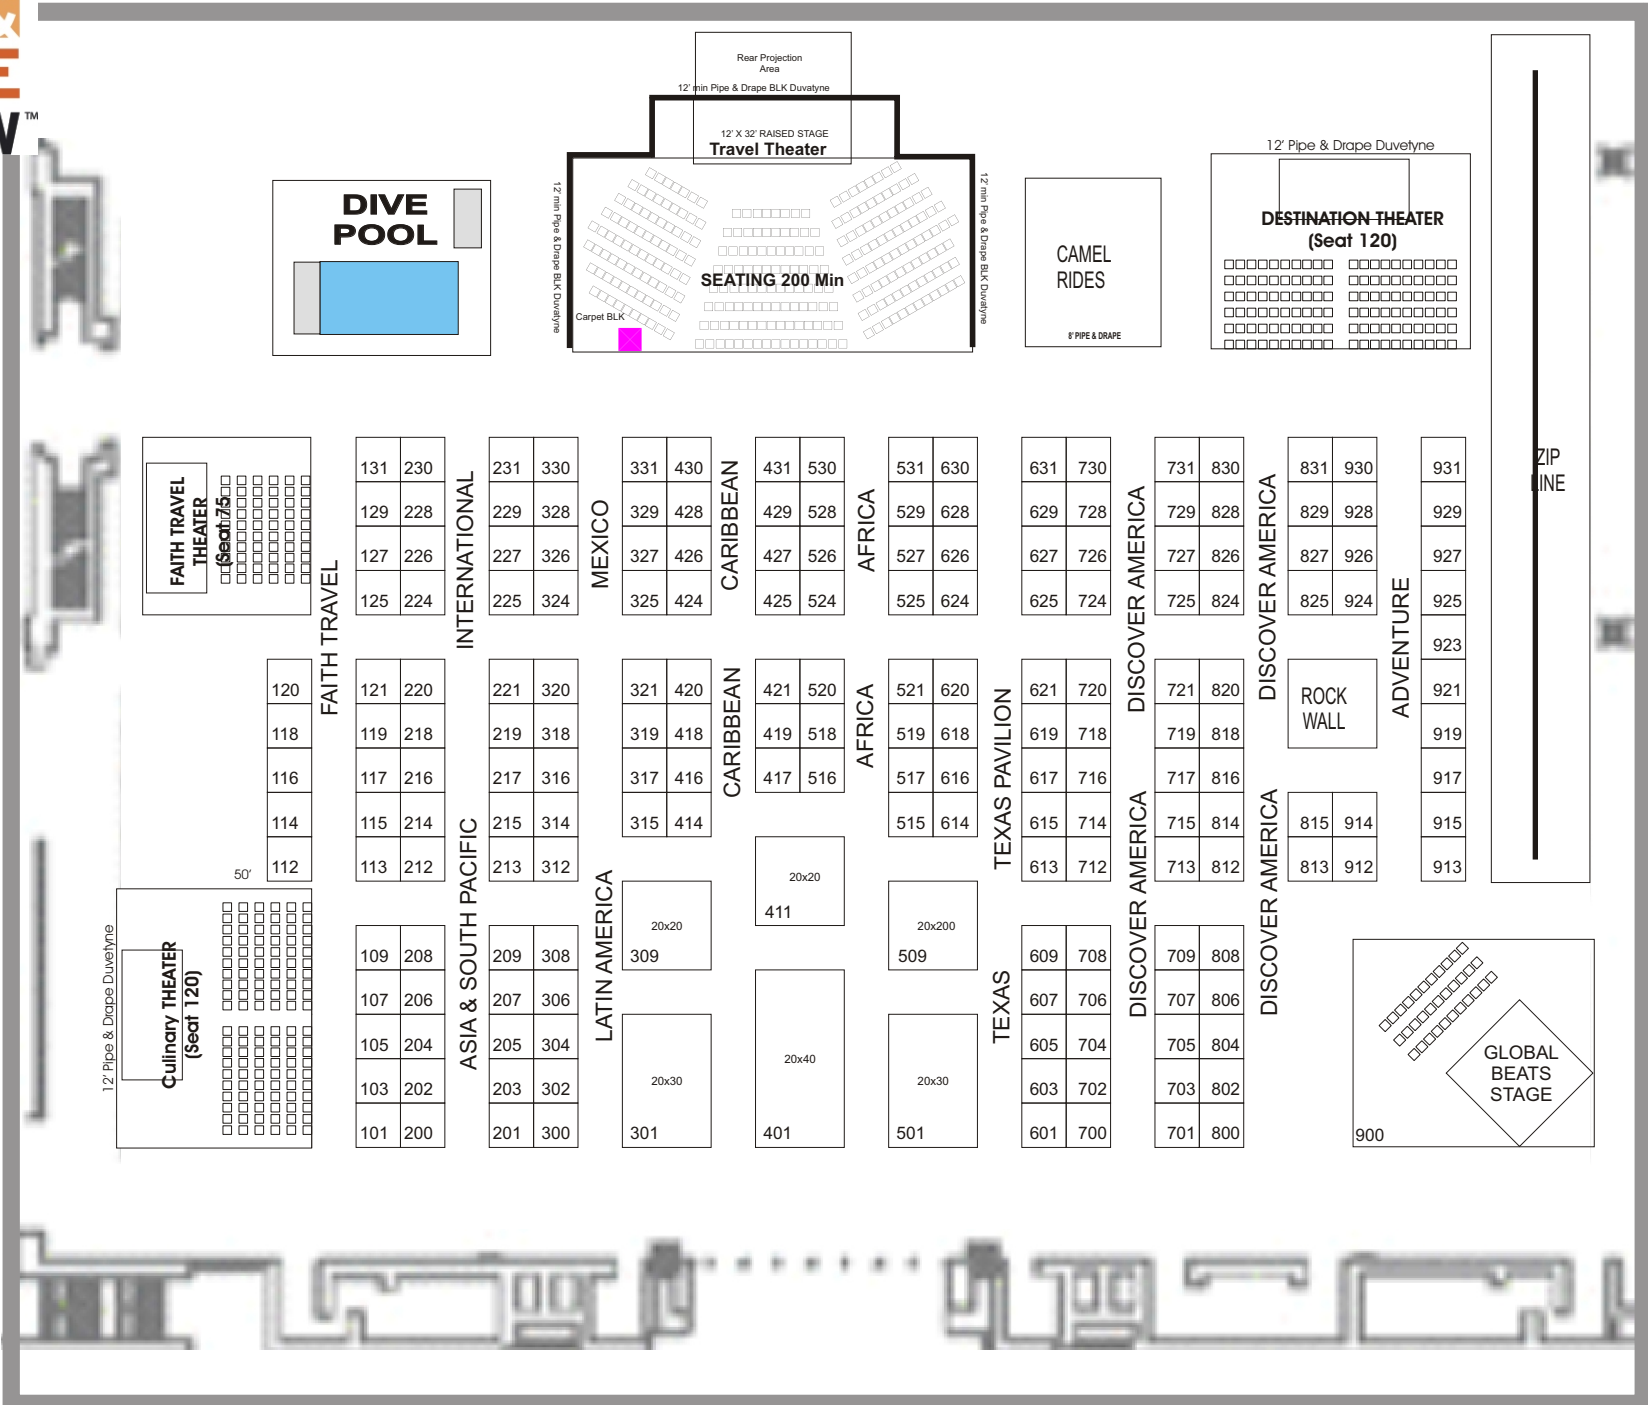 &
E
W™
Rear Projection
Area
12' min Pipe & Drape BLK Duvatyne
12' X 32' RAISED STAGE
Travel Theater
12' min Pipe & Drape BLK Duvatyne
12' min Pipe & Drape BLK Duvatyne
SEATING 200 Min
Carpet BLK
DIVE
POOL
CAMEL
RIDES
8' PIPE & DRAPE
12' Pipe & Drape Duvetyne
DESTINATION THEATER
(Seat 120)
ZIP
LINE
FAITH TRAVEL
THEATER
(Seat 75
FAITH TRAVEL
INTERNATIONAL
MEXICO
CARIBBEAN
AFRICA
DISCOVER AMERICA
DISCOVER AMERICA
ADVENTURE
131 230 231 330 331 430 431 530 531 630 631 730 731 830 831 930 931
129 228 229 328 329 428 429 528 529 628 629 728 729 828 829 928 929
127 226 227 326 327 426 427 526 527 626 627 726 727 826 827 926 927
125 224 225 324 325 424 425 524 525 624 625 724 725 824 825 924 925
923
120 121 220 221 320 321 420 421 520 521 620 621 720 721 820 921
ROCK
WALL
118 119 218 219 318 319 418 419 518 519 618 619 718 719 818 919
116 117 216 217 316 317 416 417 516 517 616 617 716 717 816 917
114 115 214 215 314 315 414 515 614 615 714 715 814 815 914 915
112 113 212 213 312 613 712 713 812 813 912 913
CARIBBEAN
AFRICA
TEXAS PAVILION
ASIA & SOUTH PACIFIC
LATIN AMERICA
DISCOVER AMERICA
DISCOVER AMERICA
TEXAS
50'
12' Pipe & Drape Duvetyne
Culinary THEATER
(Seat 120)
20x20
411
20x20
309
20x200
509
109 208 209 308 609 708 709 808
107 206 207 306 607 706 707 806
105 204 205 304 605 704 705 804
103 202 203 302 603 702 703 802
101 200 201 300 601 700 701 800
20x30
301
20x40
401
20x30
501
GLOBAL
BEATS
STAGE
900